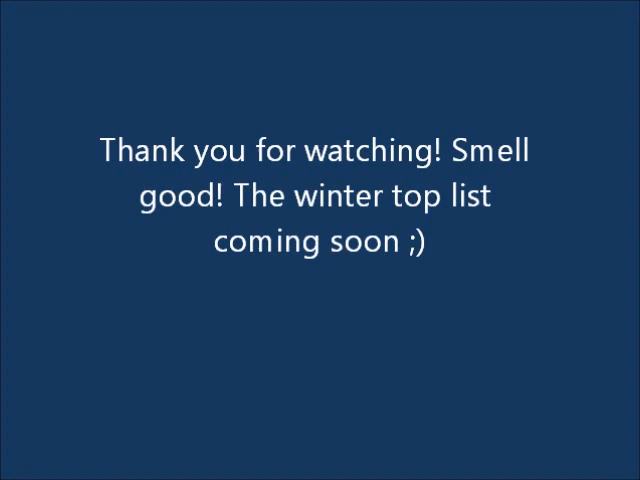 Thank you for watching! Smell
good! The winter top list
coming soon ;)